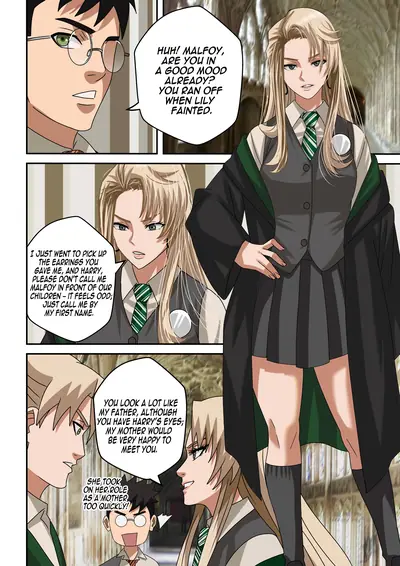 HUH! MALFOY,
ARE YOU IN
A GOOD MOOD
ALREADY?
YOU RAN OFF
WHEN LILY
FAINTED.
I JUST WENT TO PICK UP
THE EARRINGS YOU
GAVE ME, AND HARRY,
PLEASE DON'T CALL ME
MALFOY IN FRONT OF OUR
CHILDREN – IT FEELS ODD;
JUST CALL ME BY
MY FIRST NAME.
YOU LOOK A LOT LIKE
MY FATHER, ALTHOUGH
YOU HAVE HARRY'S EYES;
MY MOTHER WOULD
BE VERY HAPPY TO
MEET YOU.
SHE TOOK
ON HER ROLE
AS A MOTHER
TOO QUICKLY!